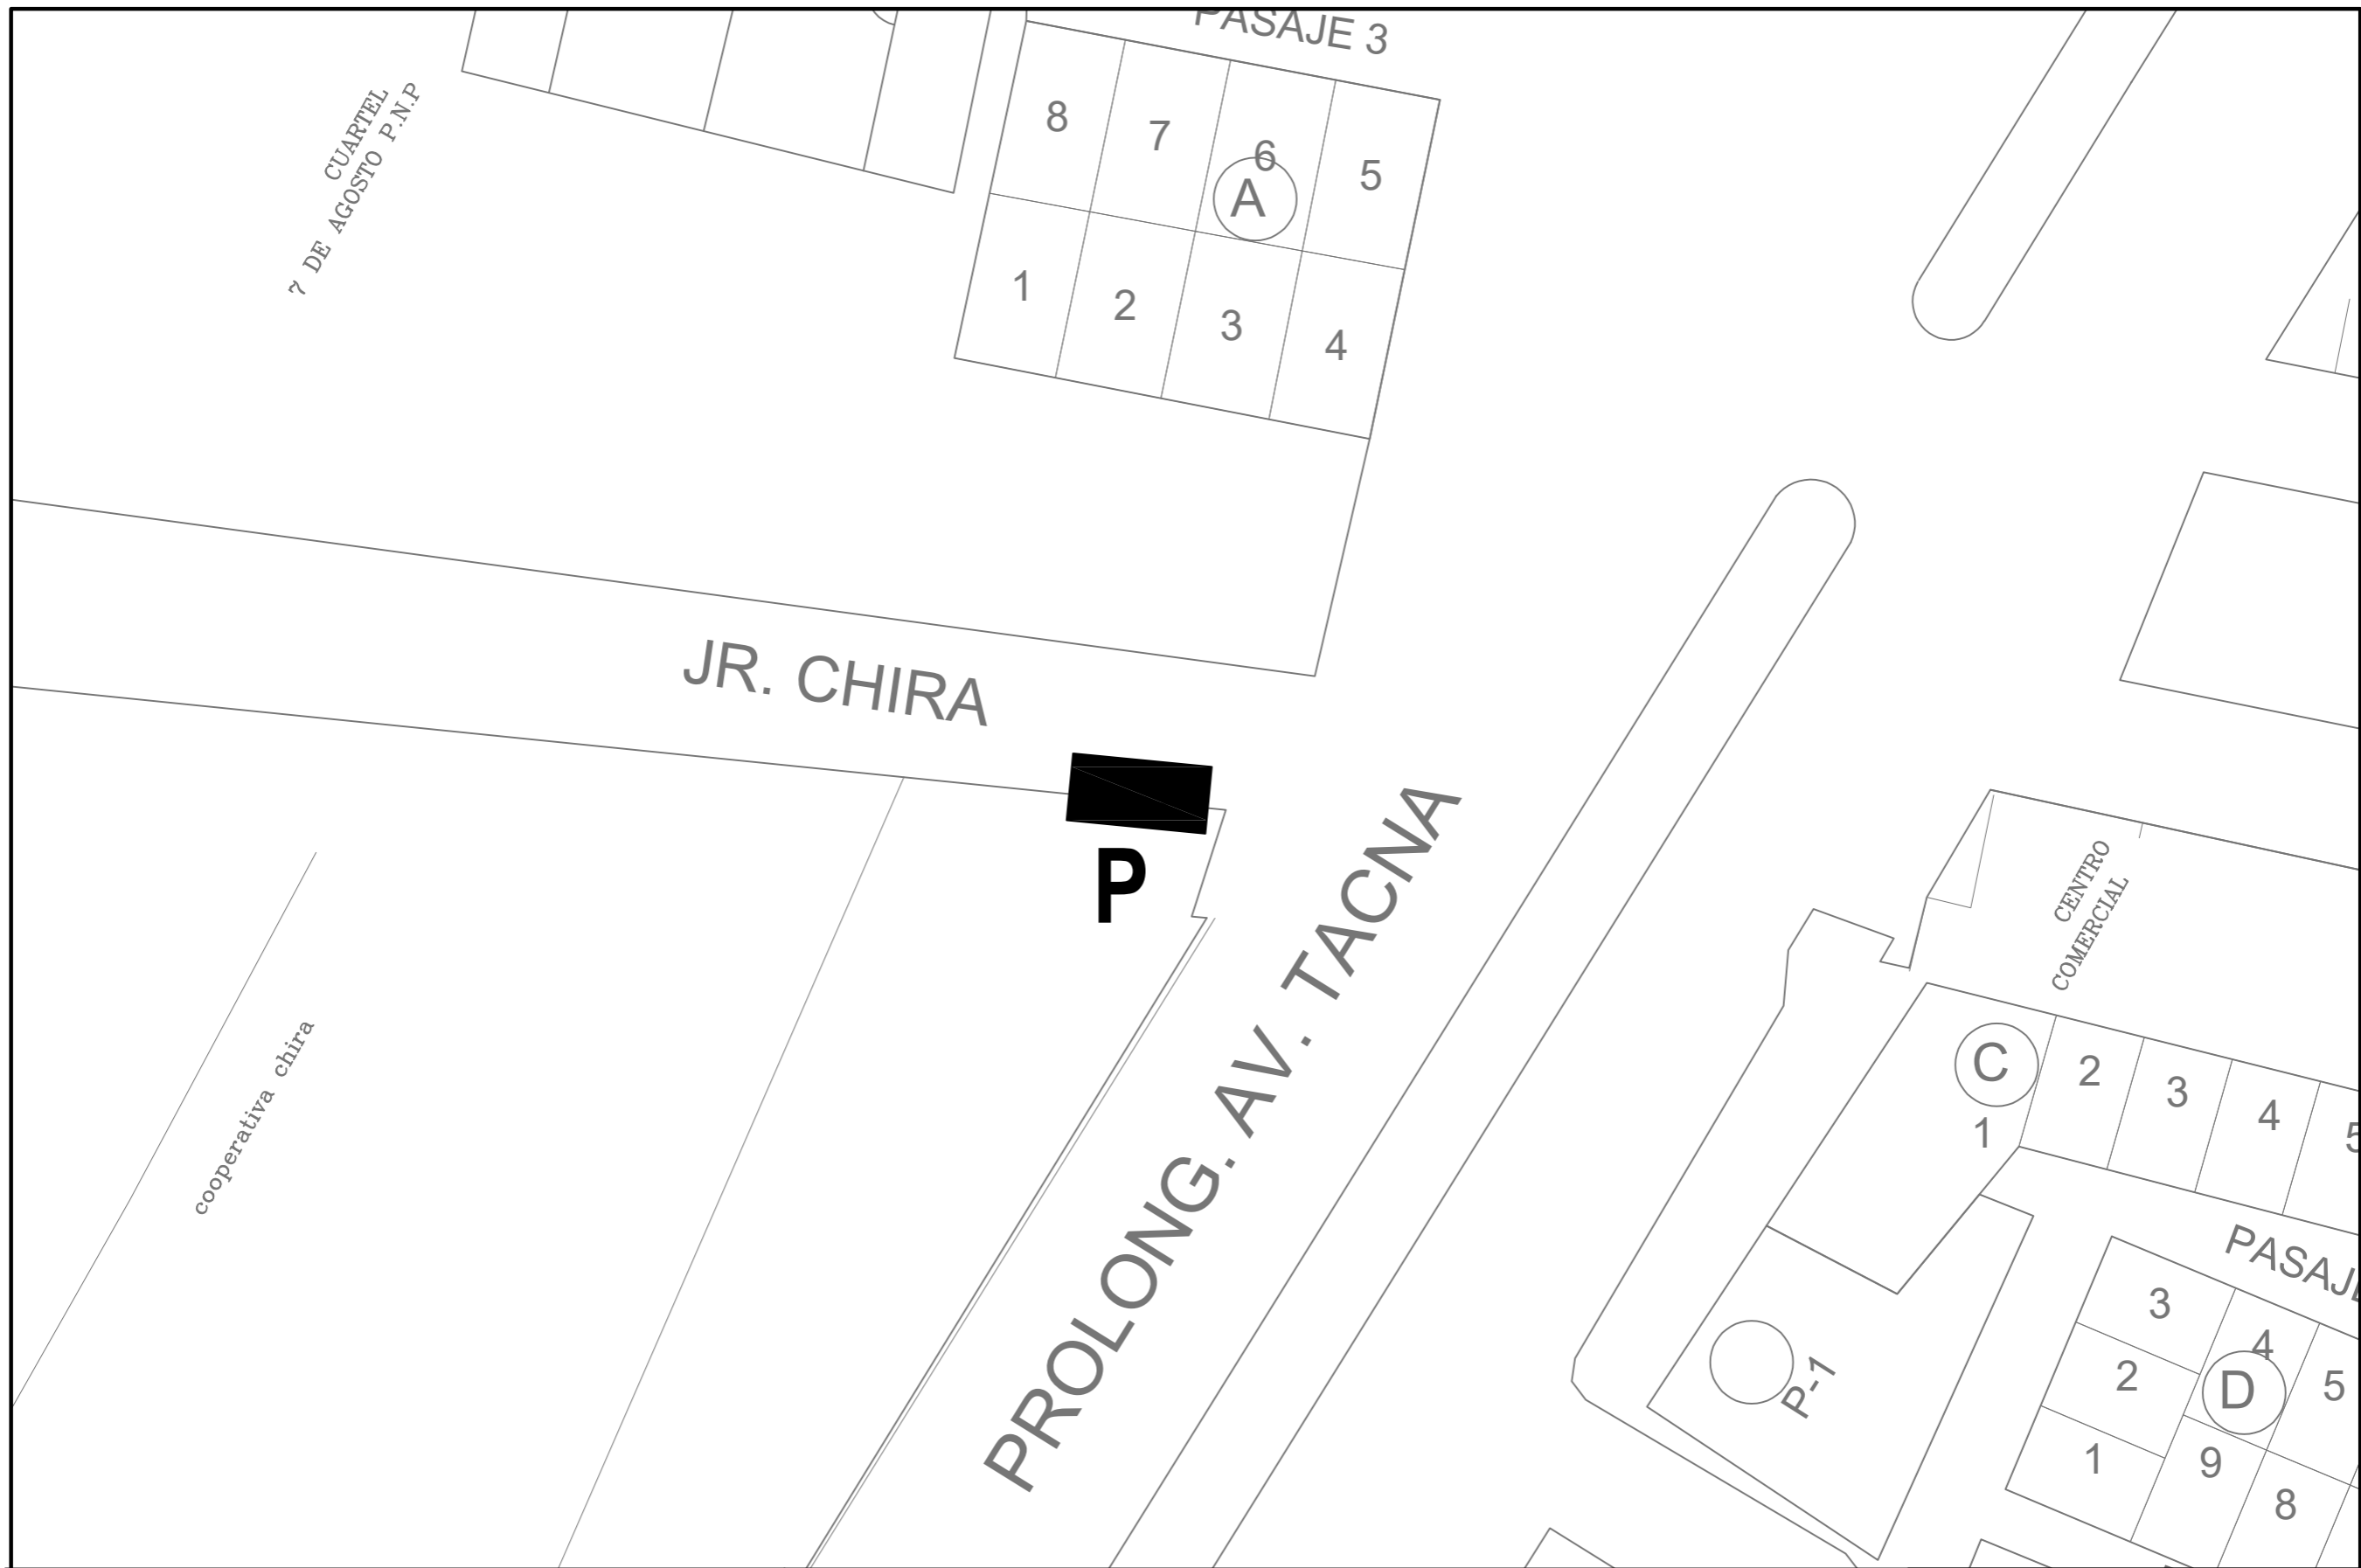 PASAJE 3
CUARTEL
7 DE AGOSTO P.N.P
8
7
6
5
A
1
2
3
4
JR. CHIRA
P
PROLONG. AV. TACNA
cooperativa chira
CENTRO
COMERCIAL
C
1
2
3
4
5
PASAJE
P-1
3
4
5
2
D
1
9
8